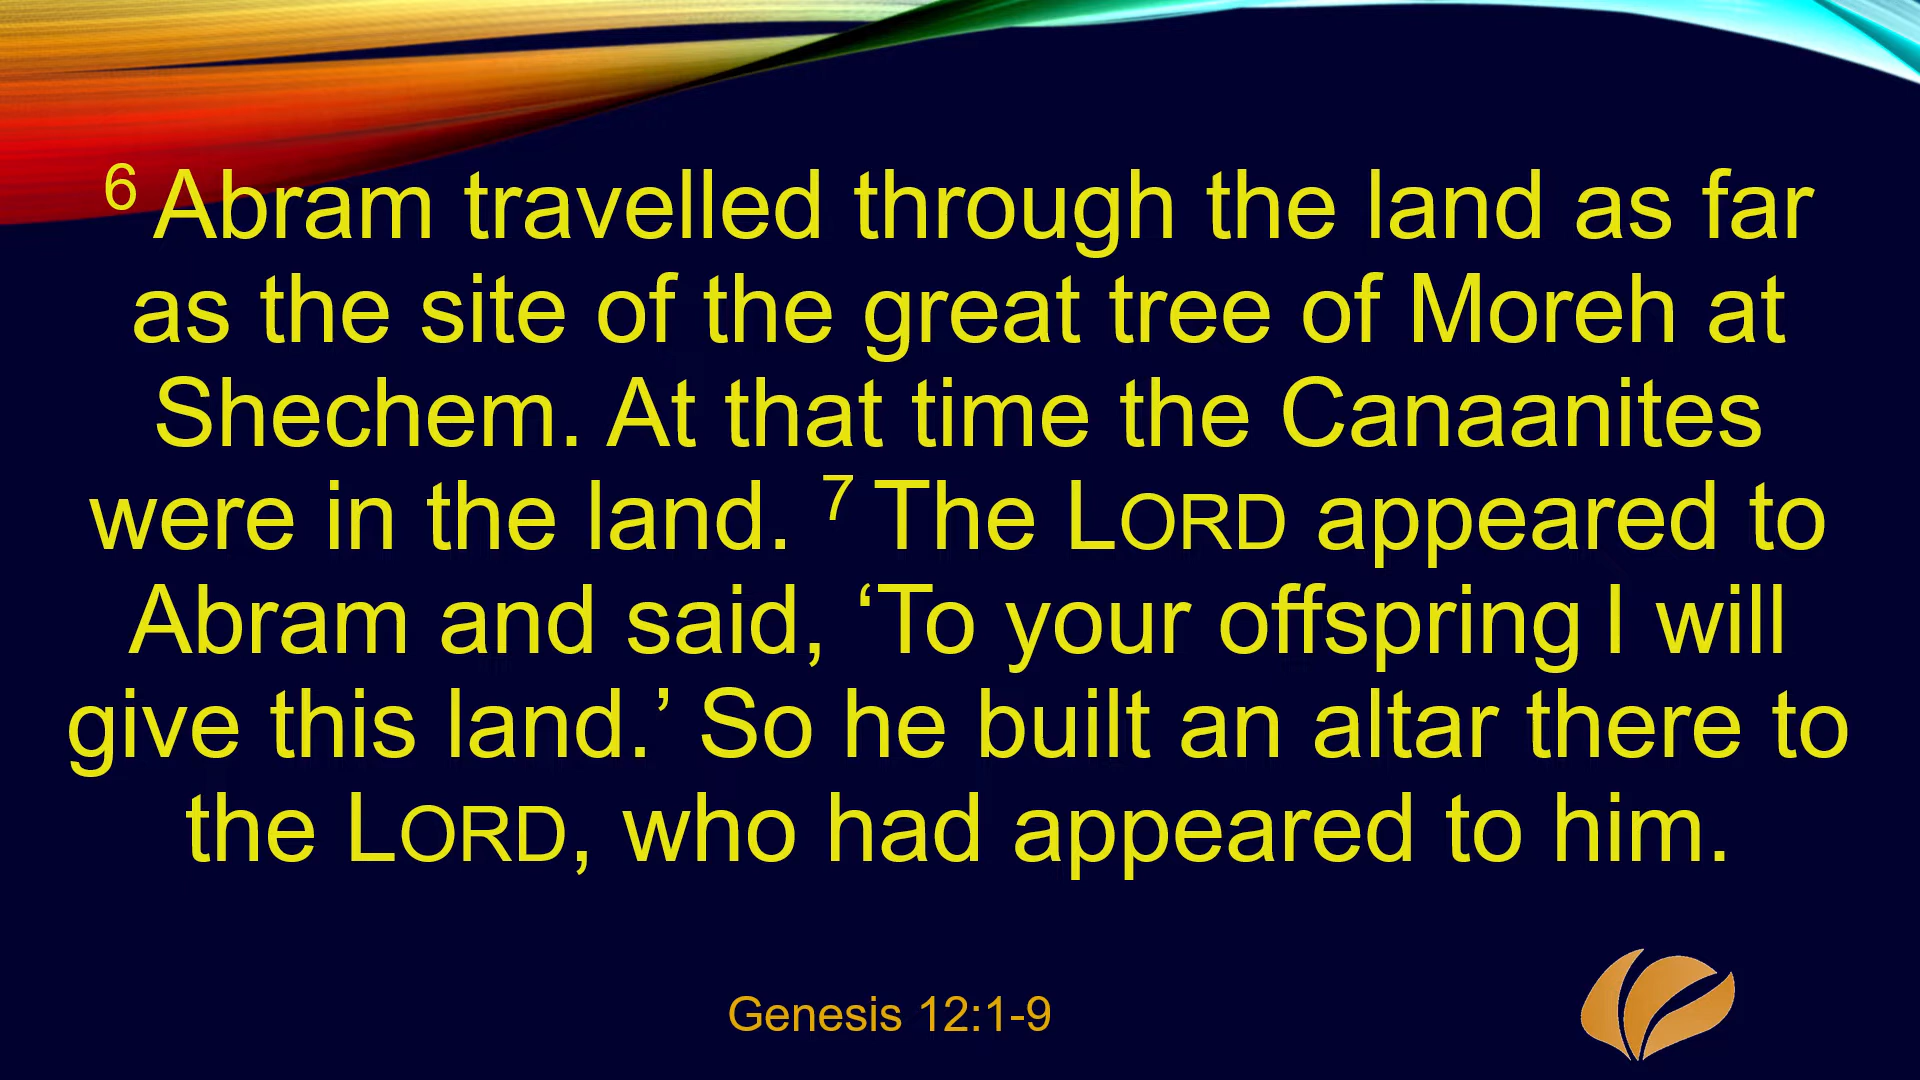 6 Abram travelled through the land as far
as the site of the great tree of Moreh at
Shechem. At that time the Canaanites
were in the land. 7 The LORD appeared to
Abram and said, ‘To your offspring I will
give this land.’ So he built an altar there to
the LORD, who had appeared to him.
Genesis 12:1-9